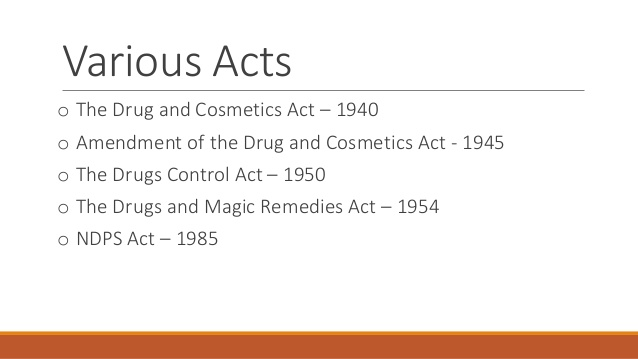 Various Acts
o The Drug and Cosmetics Act – 1940
o Amendment of the Drug and Cosmetics Act - 1945
o The Drugs Control Act – 1950
o The Drugs and Magic Remedies Act – 1954
o NDPS Act – 1985